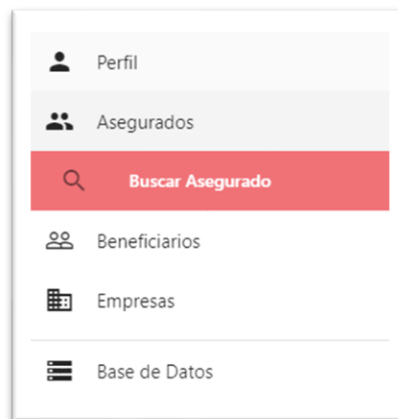 Perfil
Asegurados
Buscar Asegurado
Beneficiarios
Empresas
Base de Datos